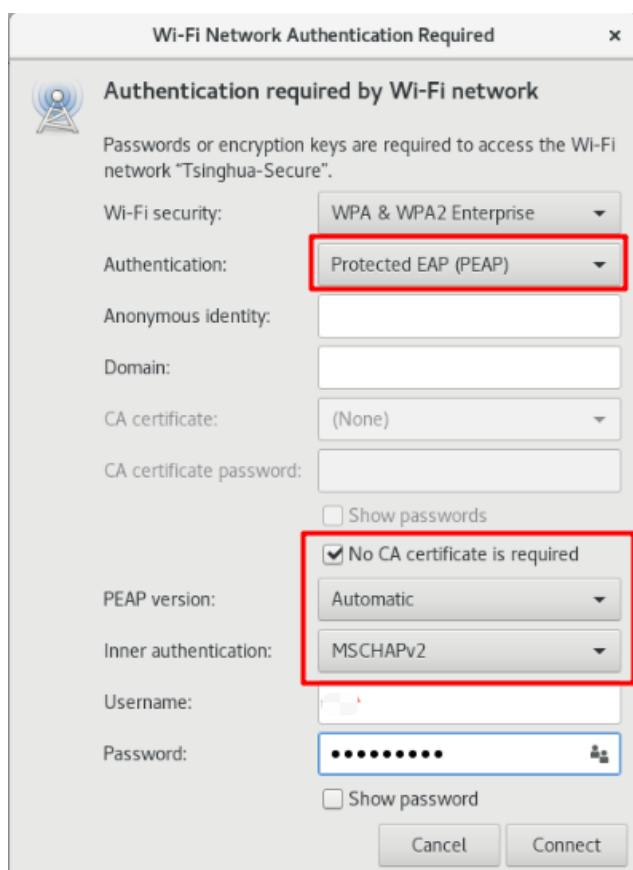 Wi-Fi Network Authentication Required
Authentication required by Wi-Fi network
Passwords or encryption keys are required to access the Wi-Fi
network “Tsinghua-Secure”.
Wi-Fi security: WPA & WPA2 Enterprise
Authentication: Protected EAP (PEAP)
Anonymous identity:
Domain:
CA certificate: (None)
CA certificate password:
Show passwords
No CA certificate is required
PEAP version: Automatic
Inner authentication: MSCHAPv2
Username:
Password: •••••••••
Show password
Cancel Connect